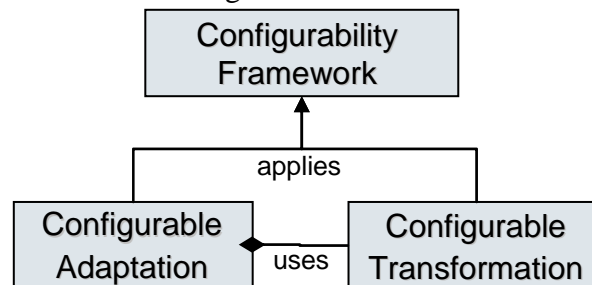 Configurability
Framework
applies
Configurable
Adaptation
uses
Configurable
Transformation